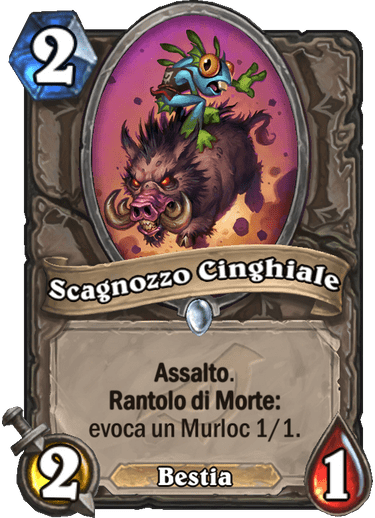 2
Scagnozzo Cinghiale
Assalto.
Rantolo di Morte:
evoca un Murloc 1/1.
2
Bestia
1